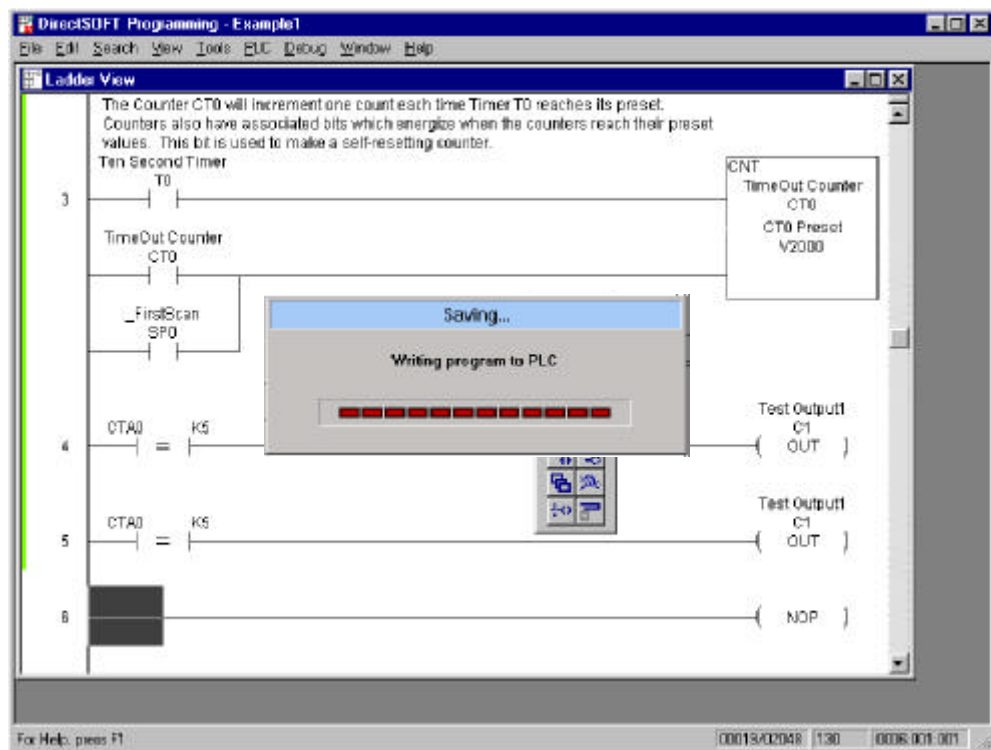 DirectSOFT Programming - Example1
File Edit Search View Tools PLC Debug Window Help
Ladder View
The Counter CT0 will increment one count each time Timer T0 reaches its preset.
Counters also have associated bits which energize when the counters reach their preset
values. This bit is used to make a self-resetting counter.
Ten Second Timer
T0
3
CNT
TimeOut Counter
CT0
CT0 Preset
V2000
TimeOut Counter
CT0
_FirstScan
SP0
Saving...
Writing program to PLC
4
CTA0 = K5
Test Output1
C1
OUT
5
CTA0 = K5
Test Output1
C1
OUT
6
NOP
For Help, press F1
00013/02048 130 0006:001:001